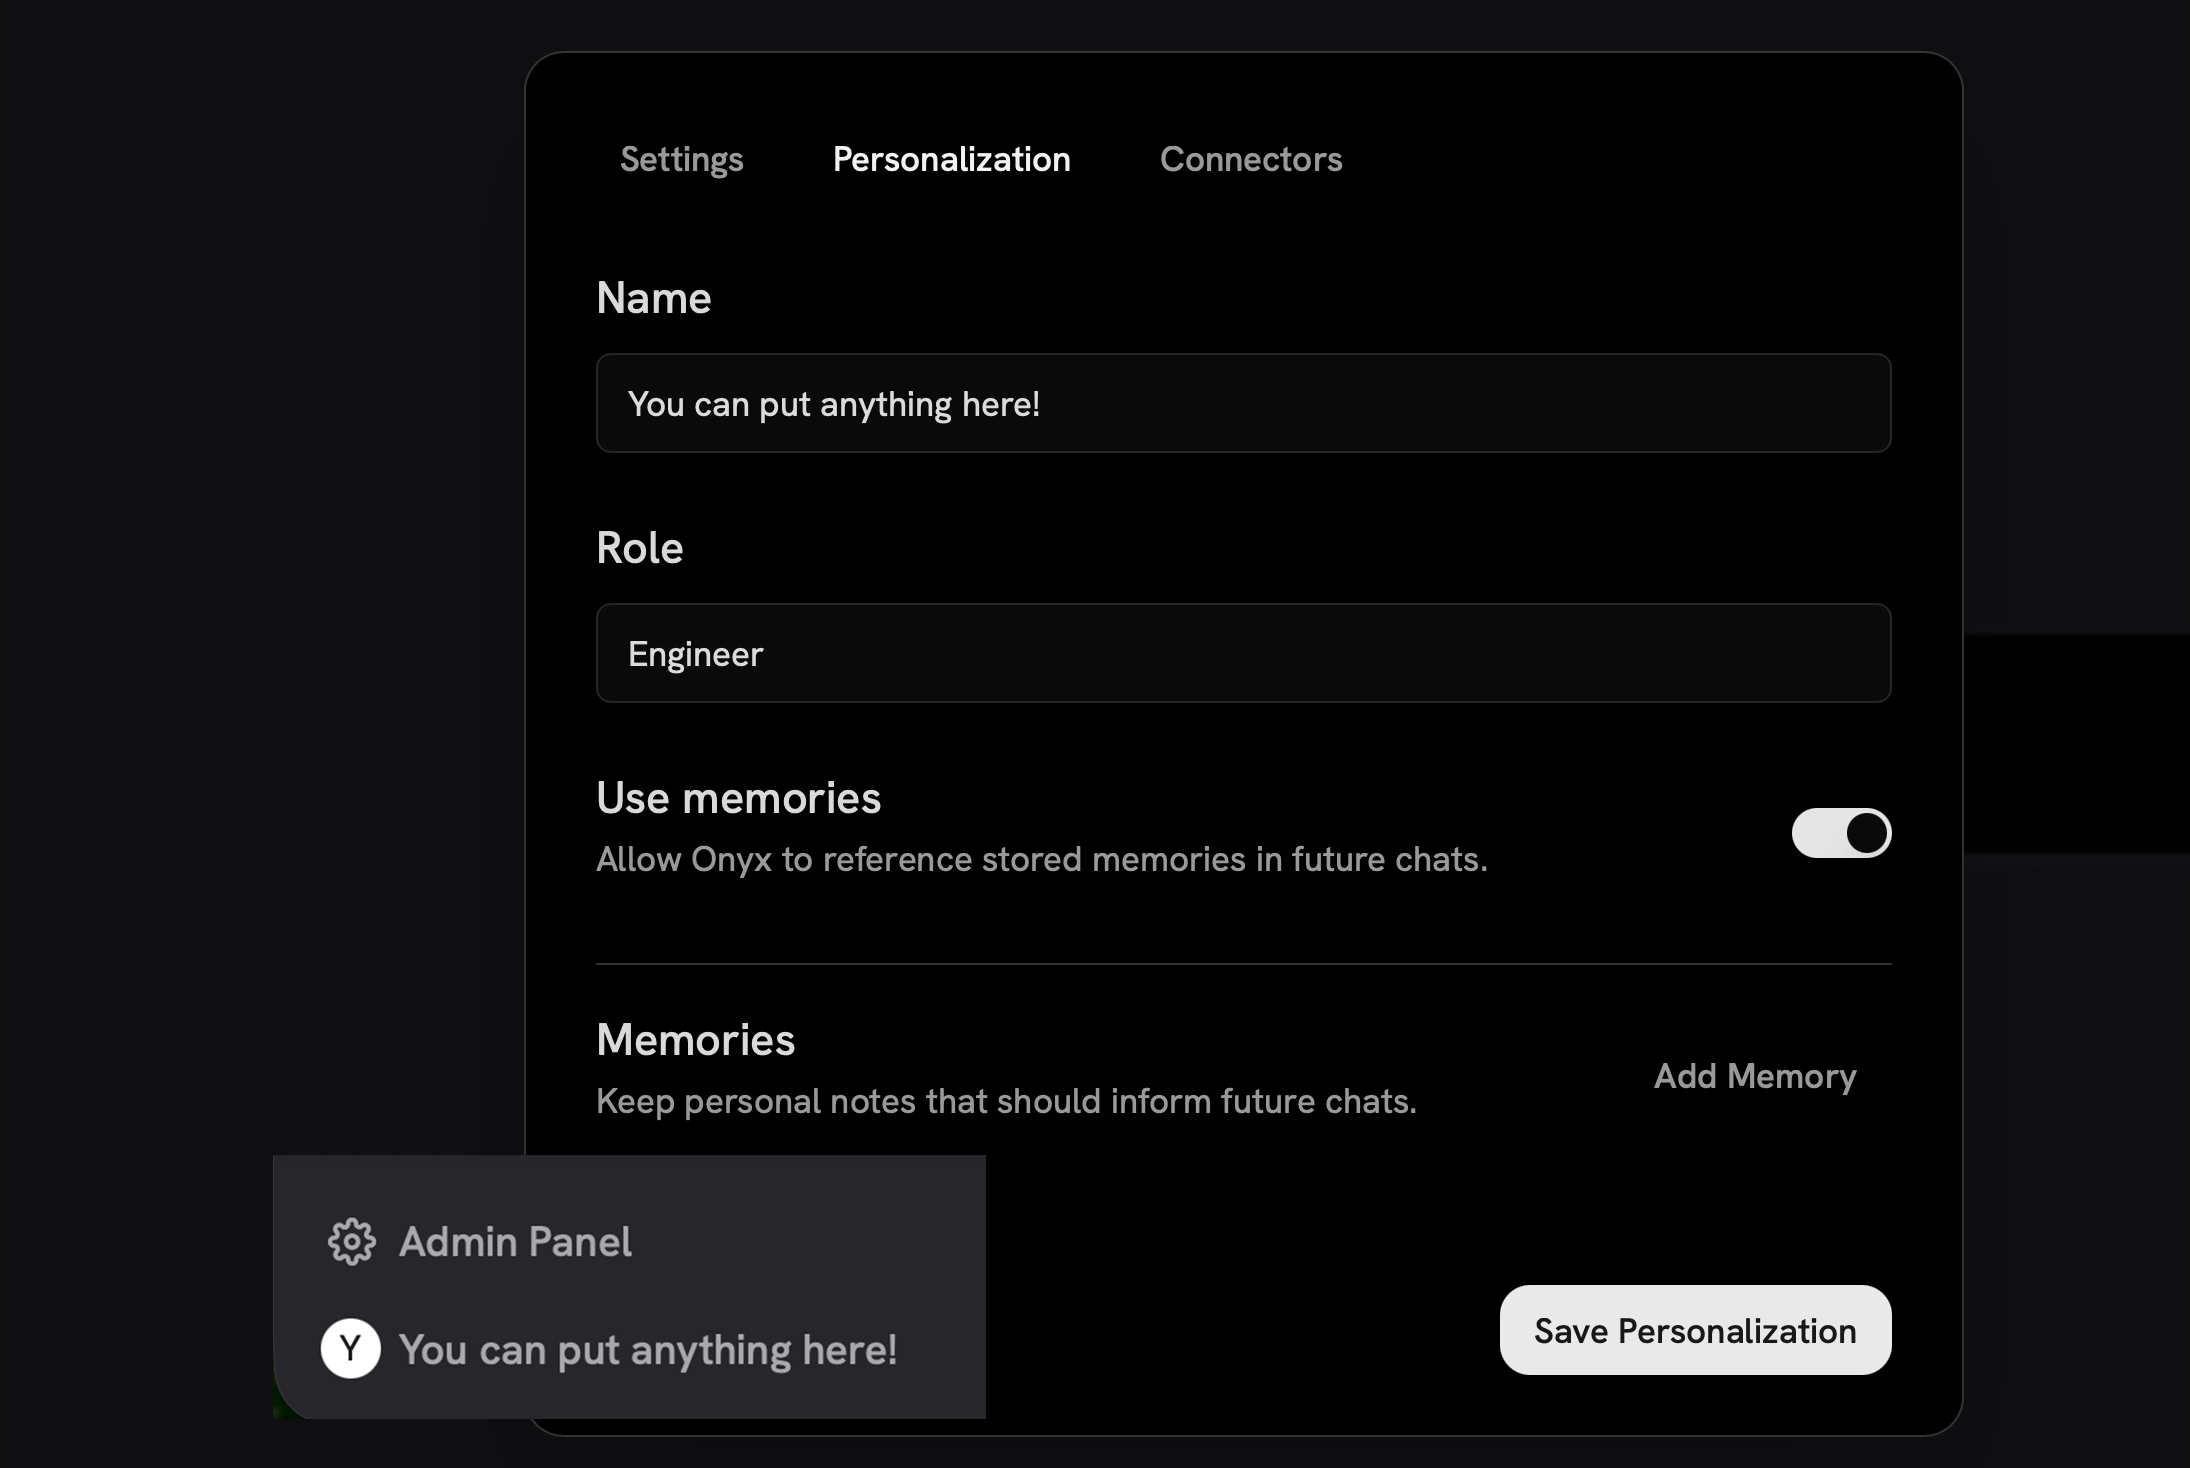 Settings
Personalization
Connectors
Name
You can put anything here!
Role
Engineer
Use memories
Allow Onyx to reference stored memories in future chats.
Memories
Keep personal notes that should inform future chats.
Add Memory
Admin Panel
Y
You can put anything here!
Save Personalization